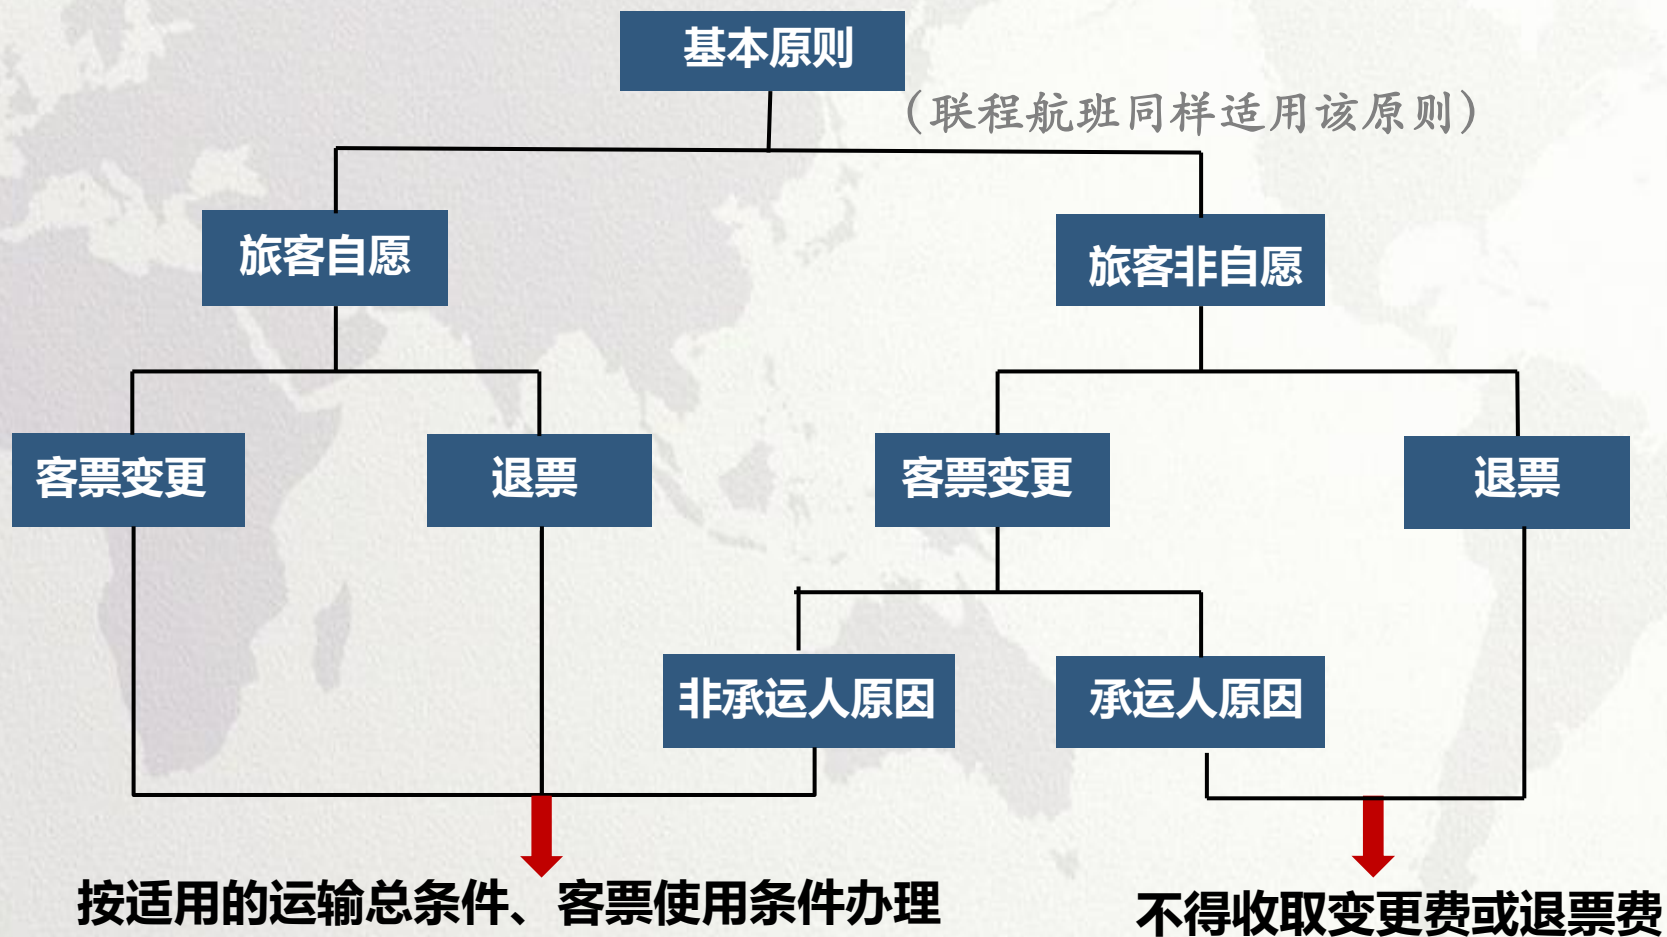 基本原则
（联程航班同样适用该原则）
旅客自愿
旅客非自愿
客票变更
退票
客票变更
退票
非承运人原因
承运人原因
按适用的运输总条件、客票使用条件办理
不得收取变更费或退票费